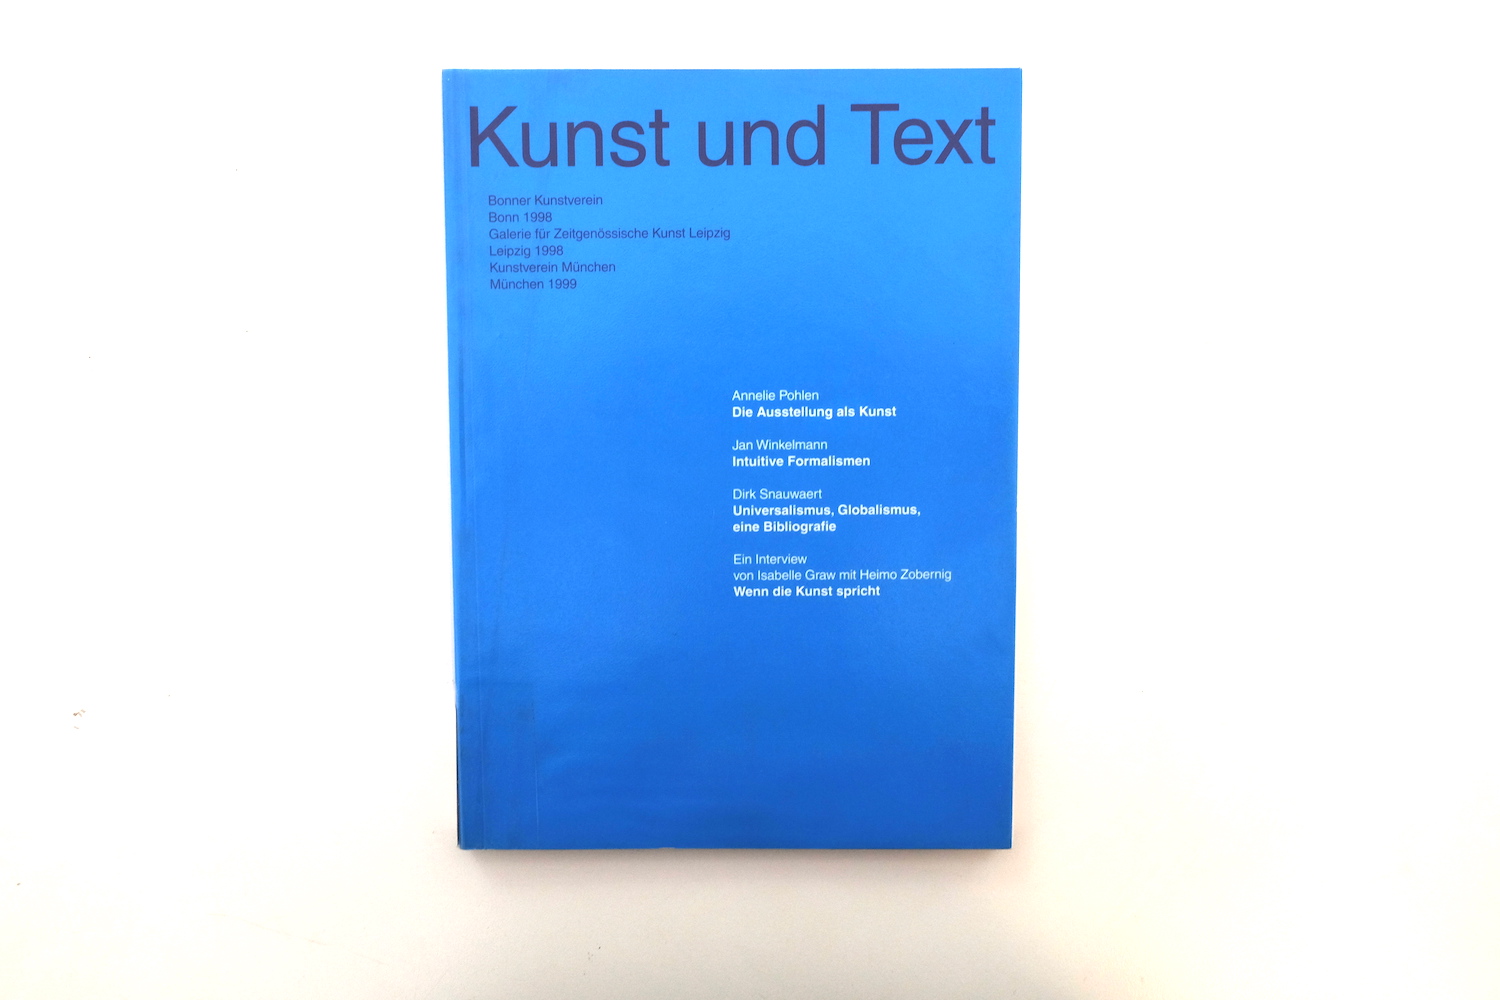 Kunst und Text
Bonner Kunstverein
Bonn 1998
Galerie für Zeitgenössische Kunst Leipzig
Leipzig 1998
Kunstverein München
München 1999
Annelie Pohlen
Die Ausstellung als Kunst
Jan Winkelmann
Intuitive Formalismen
Dirk Snauwaert
Universalismus, Globalismus,
eine Bibliografie
Ein Interview
von Isabelle Graw mit Heimo Zobernig
Wenn die Kunst spricht